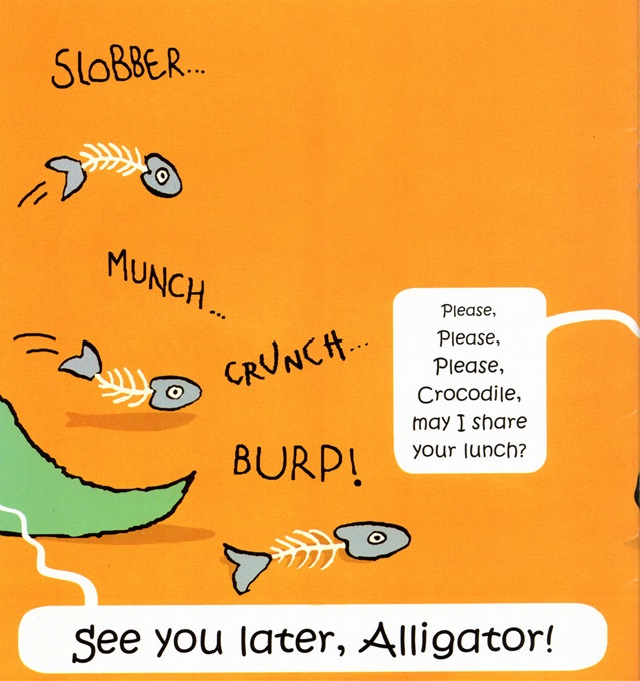 SLOBBER...
MUNCH...
CRUNCH...
Please,
Please,
Please,
Crocodile,
may I share
your lunch?
BURP!
See you later, Alligator!